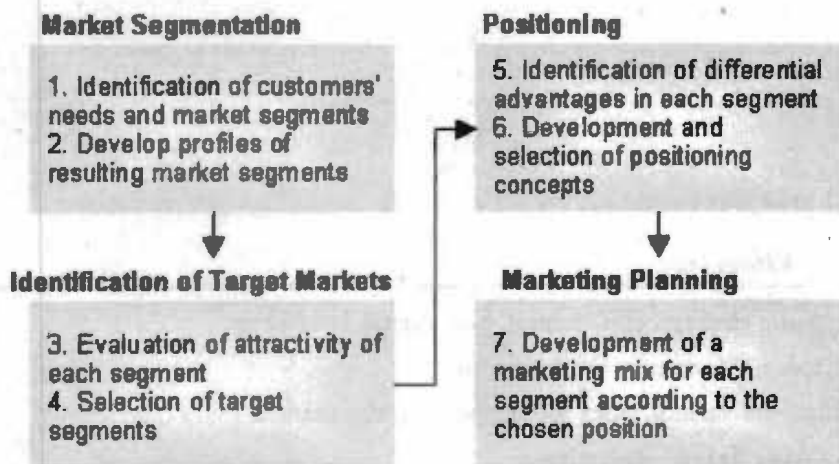 Market Segmentation
1. Identification of customers'
needs and market segments
2. Develop profiles of
resulting market segments
Identification of Target Markets
3. Evaluation of attractivity of
each segment
4. Selection of target
segments
Positioning
5. Identification of differential
advantages in each segment
6. Development and
selection of positioning
concepts
Marketing Planning
7. Development of a
marketing mix for each
segment according to the
chosen position